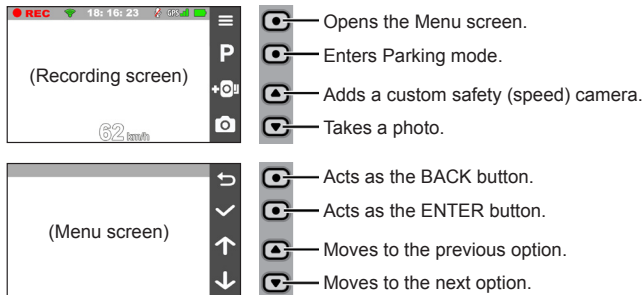 REC 18: 16: 23 GPS
Opens the Menu screen.
P
Enters Parking mode.
(Recording screen)
Adds a custom safety (speed) camera.
Takes a photo.
62 km/h
Acts as the BACK button.
Acts as the ENTER button.
(Menu screen)
Moves to the previous option.
Moves to the next option.